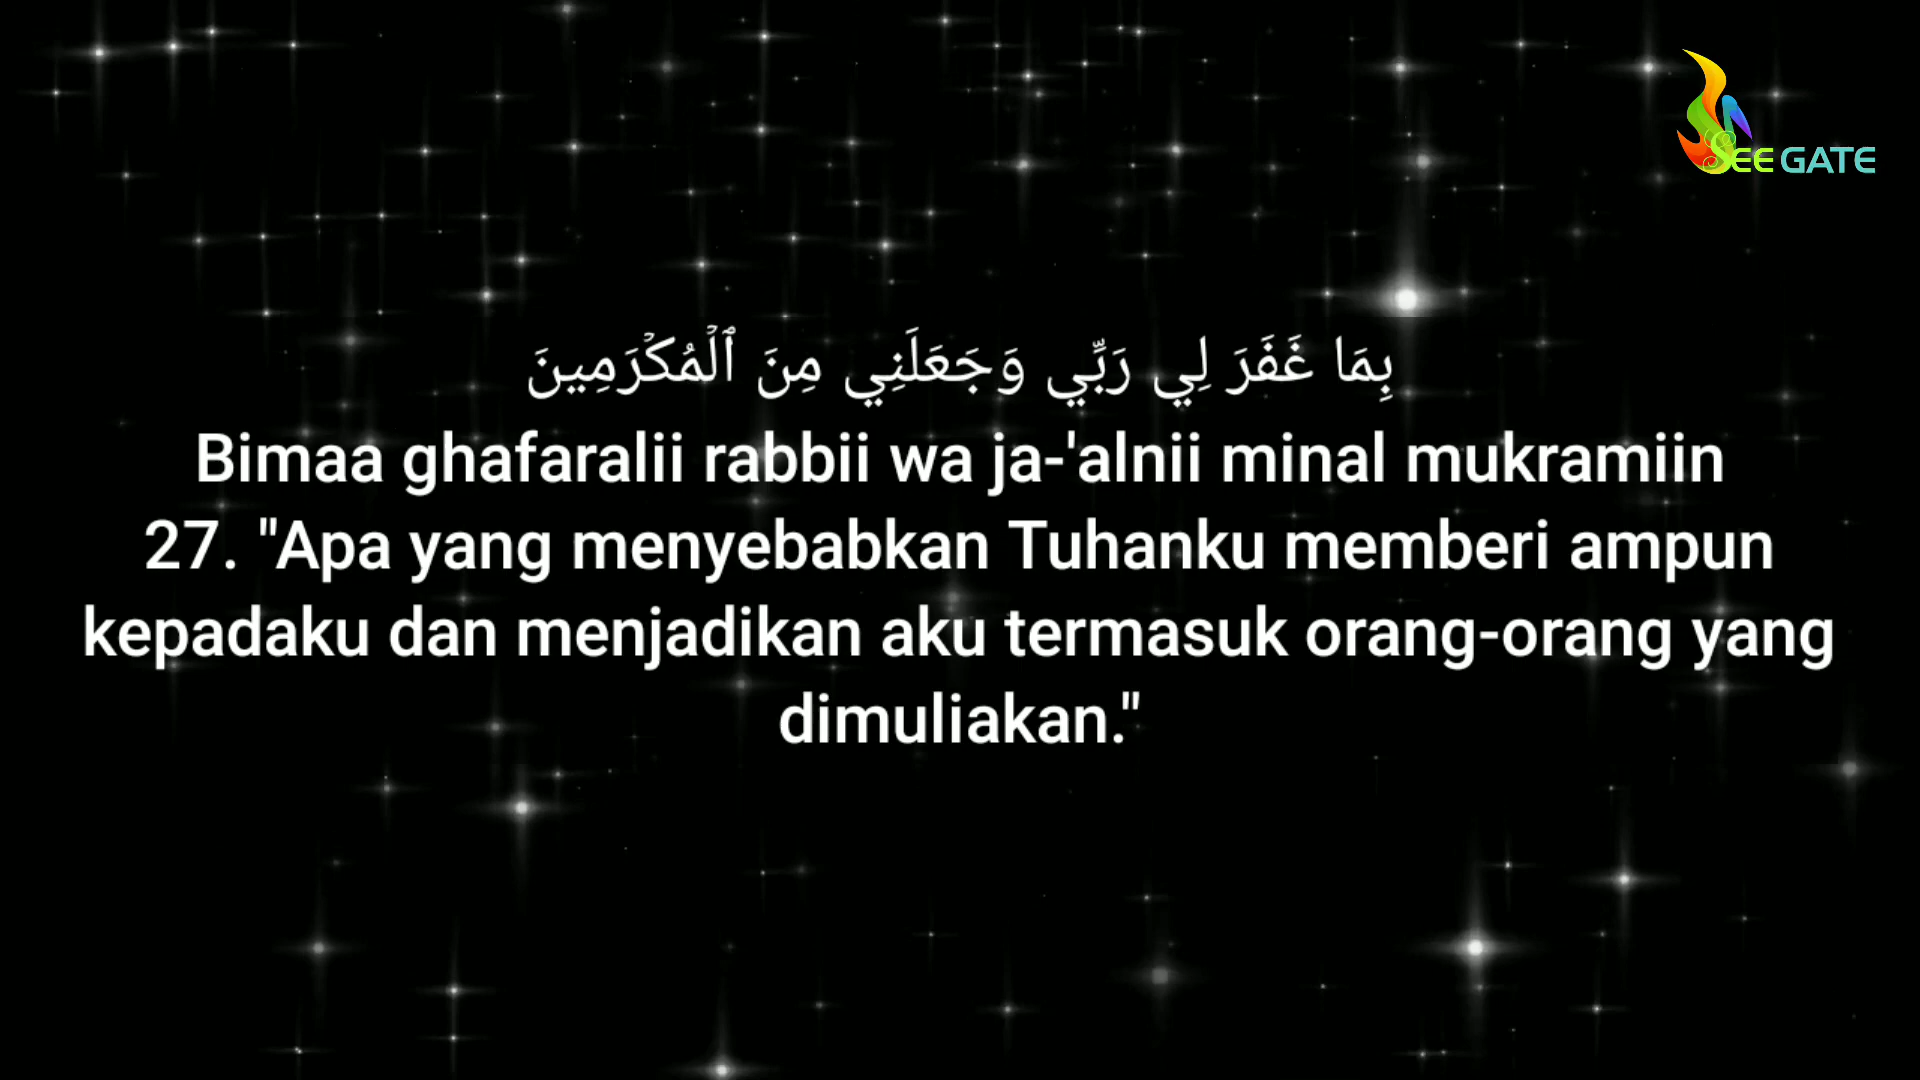 SEE GATE
بِمَا غَفَرَ لِي رَبِّي وَجَعَلَنِي مِنَ ٱلۡمُكۡرَمِينَ
Bimaa ghafaralii rabbii wa ja-'alnii minal mukramiin
27. "Apa yang menyebabkan Tuhanku memberi ampun
kepadaku dan menjadikan aku termasuk orang-orang yang
dimuliakan."